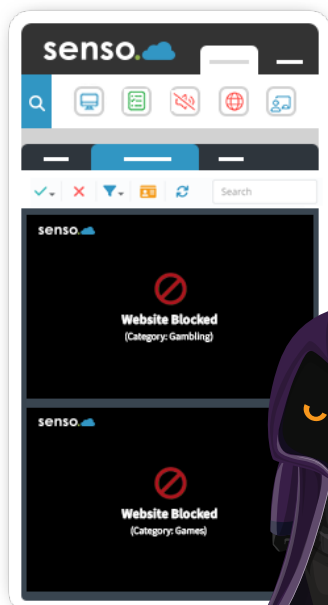 senso.
Search
senso.
Website Blocked
(Category: Gambling)
senso.
Website Blocked
(Category: Games)